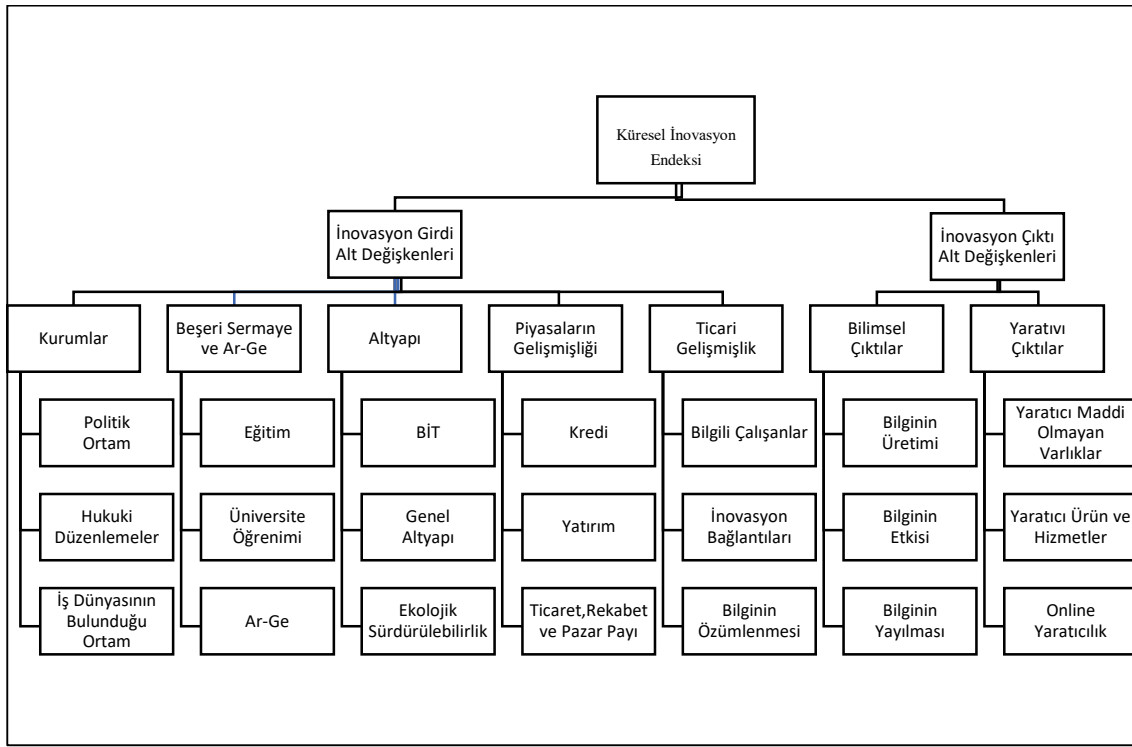 Küresel İnovasyon
Endeksi
İnovasyon Girdi
Alt Değişkenleri
İnovasyon Çıktı
Alt Değişkenleri
Kurumlar
Beşeri Sermaye
ve Ar-Ge
Altyapı
Piyasaların
Gelişmişliği
Ticari
Gelişmişlik
Bilimsel
Çıktılar
Yaratıvı
Çıktılar
Politik
Ortam
Eğitim
BİT
Kredi
Bilgili Çalışanlar
Bilginin
Üretimi
Yaratıcı Maddi
Olmayan
Varlıklar
Hukuki
Düzenlemeler
Üniversite
Öğrenimi
Genel
Altyapı
Yatırım
İnovasyon
Bağlantıları
Bilginin
Etkisi
Yaratıcı Ürün ve
Hizmetler
İş Dünyasının
Bulunduğu
Ortam
Ar-Ge
Ekolojik
Sürdürülebilirlik
Ticaret,Rekabet
ve Pazar Payı
Bilginin
Özümlenmesi
Bilginin
Yayılması
Online
Yaratıcılık